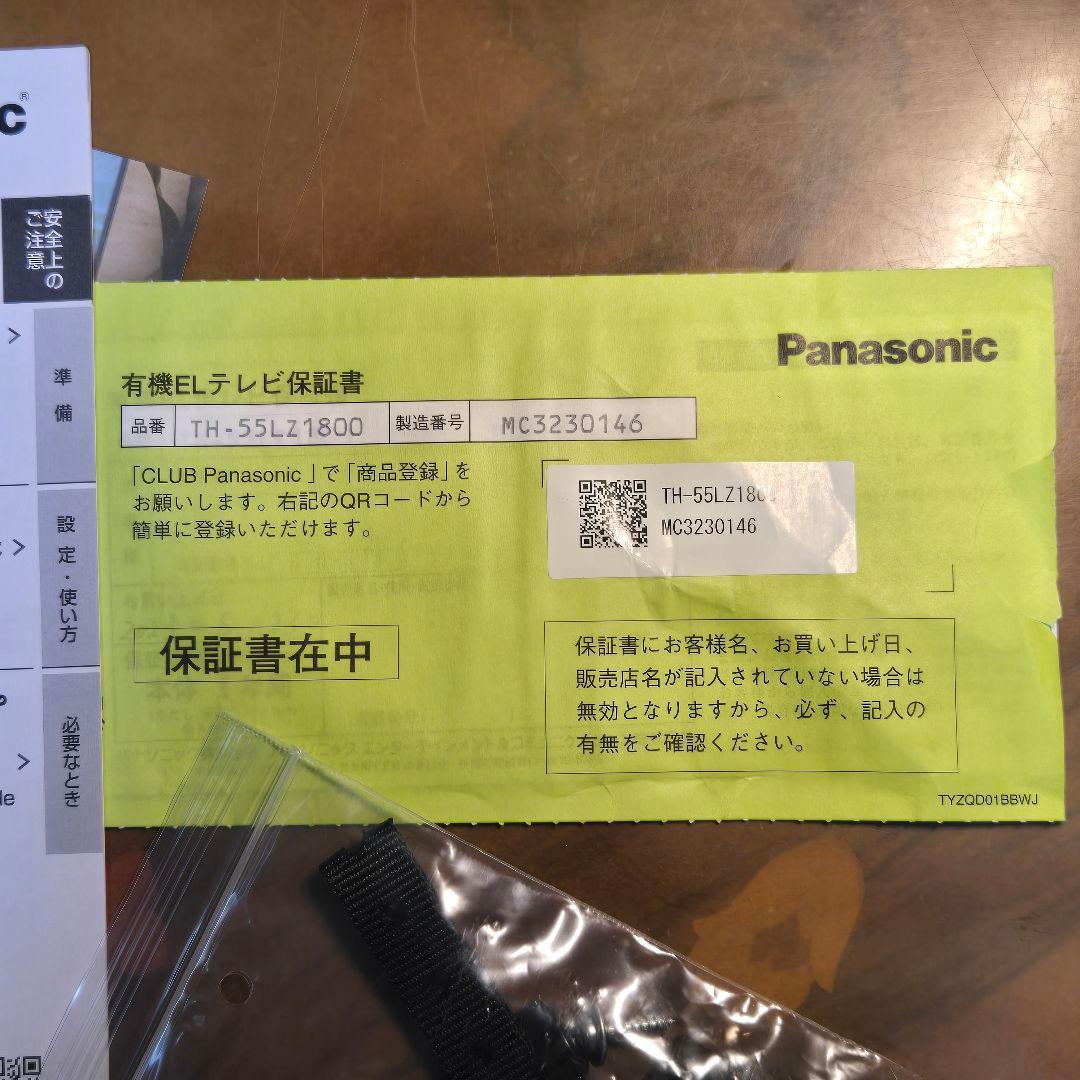 c®
安全上の
ご注意
準備
設定・使い方
必要なとき
de
Panasonic
有機ELテレビ保証書
品番 TH-55LZ1800 製造番号 MC3230146
「CLUB Panasonic 」で「商品登録」を
お願いします。右記のQRコードから
簡単に登録いただけます。
TH-55LZ1800
MC3230146
保証書在中
保証書にお客様名、お買い上げ日、
販売店名が記入されていない場合は
無効となりますから、必ず、記入の
有無をご確認ください。
TYZQD01BBWJ